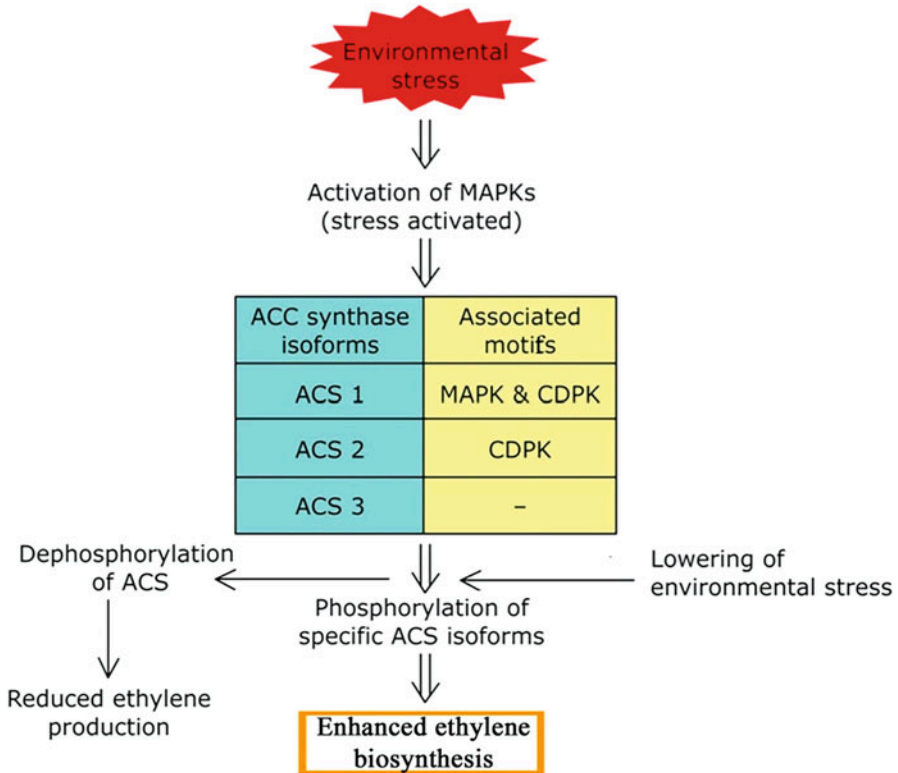 Environmental
stress
Activation of MAPKs
(stress activated)
ACC synthase
isoforms
Associated
motifs
ACS 1
MAPK & CDPK
ACS 2
CDPK
ACS 3
–
Dephosphorylation
of ACS
Lowering of
environmental stress
Phosphorylation of
specific ACS isoforms
Reduced ethylene
production
Enhanced ethylene
biosynthesis